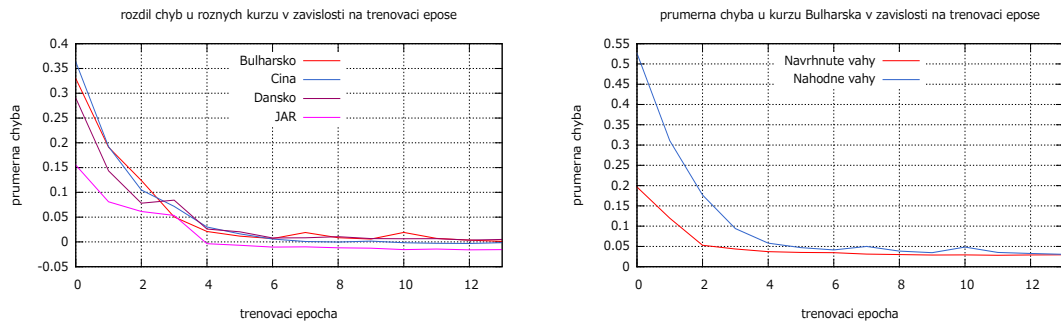 rozdil chyb u roznych kurzu v zavislosti na trenovaci epose
0.4
0.35
0.3
0.25
0.2
0.15
0.1
0.05
0
-0.05
prumerna chyba
Bulharsko
Cina
Dansko
JAR
0 2 4 6 8 10 12
trenovaci epocha
prumerna chyba u kurzu Bulharska v zavislosti na trenovaci epose
0.55
0.5
0.45
0.4
0.35
0.3
0.25
0.2
0.15
0.1
0.05
0
prumerna chyba
Navrhnute vahy
Nahodne vahy
0 2 4 6 8 10 12
trenovaci epocha